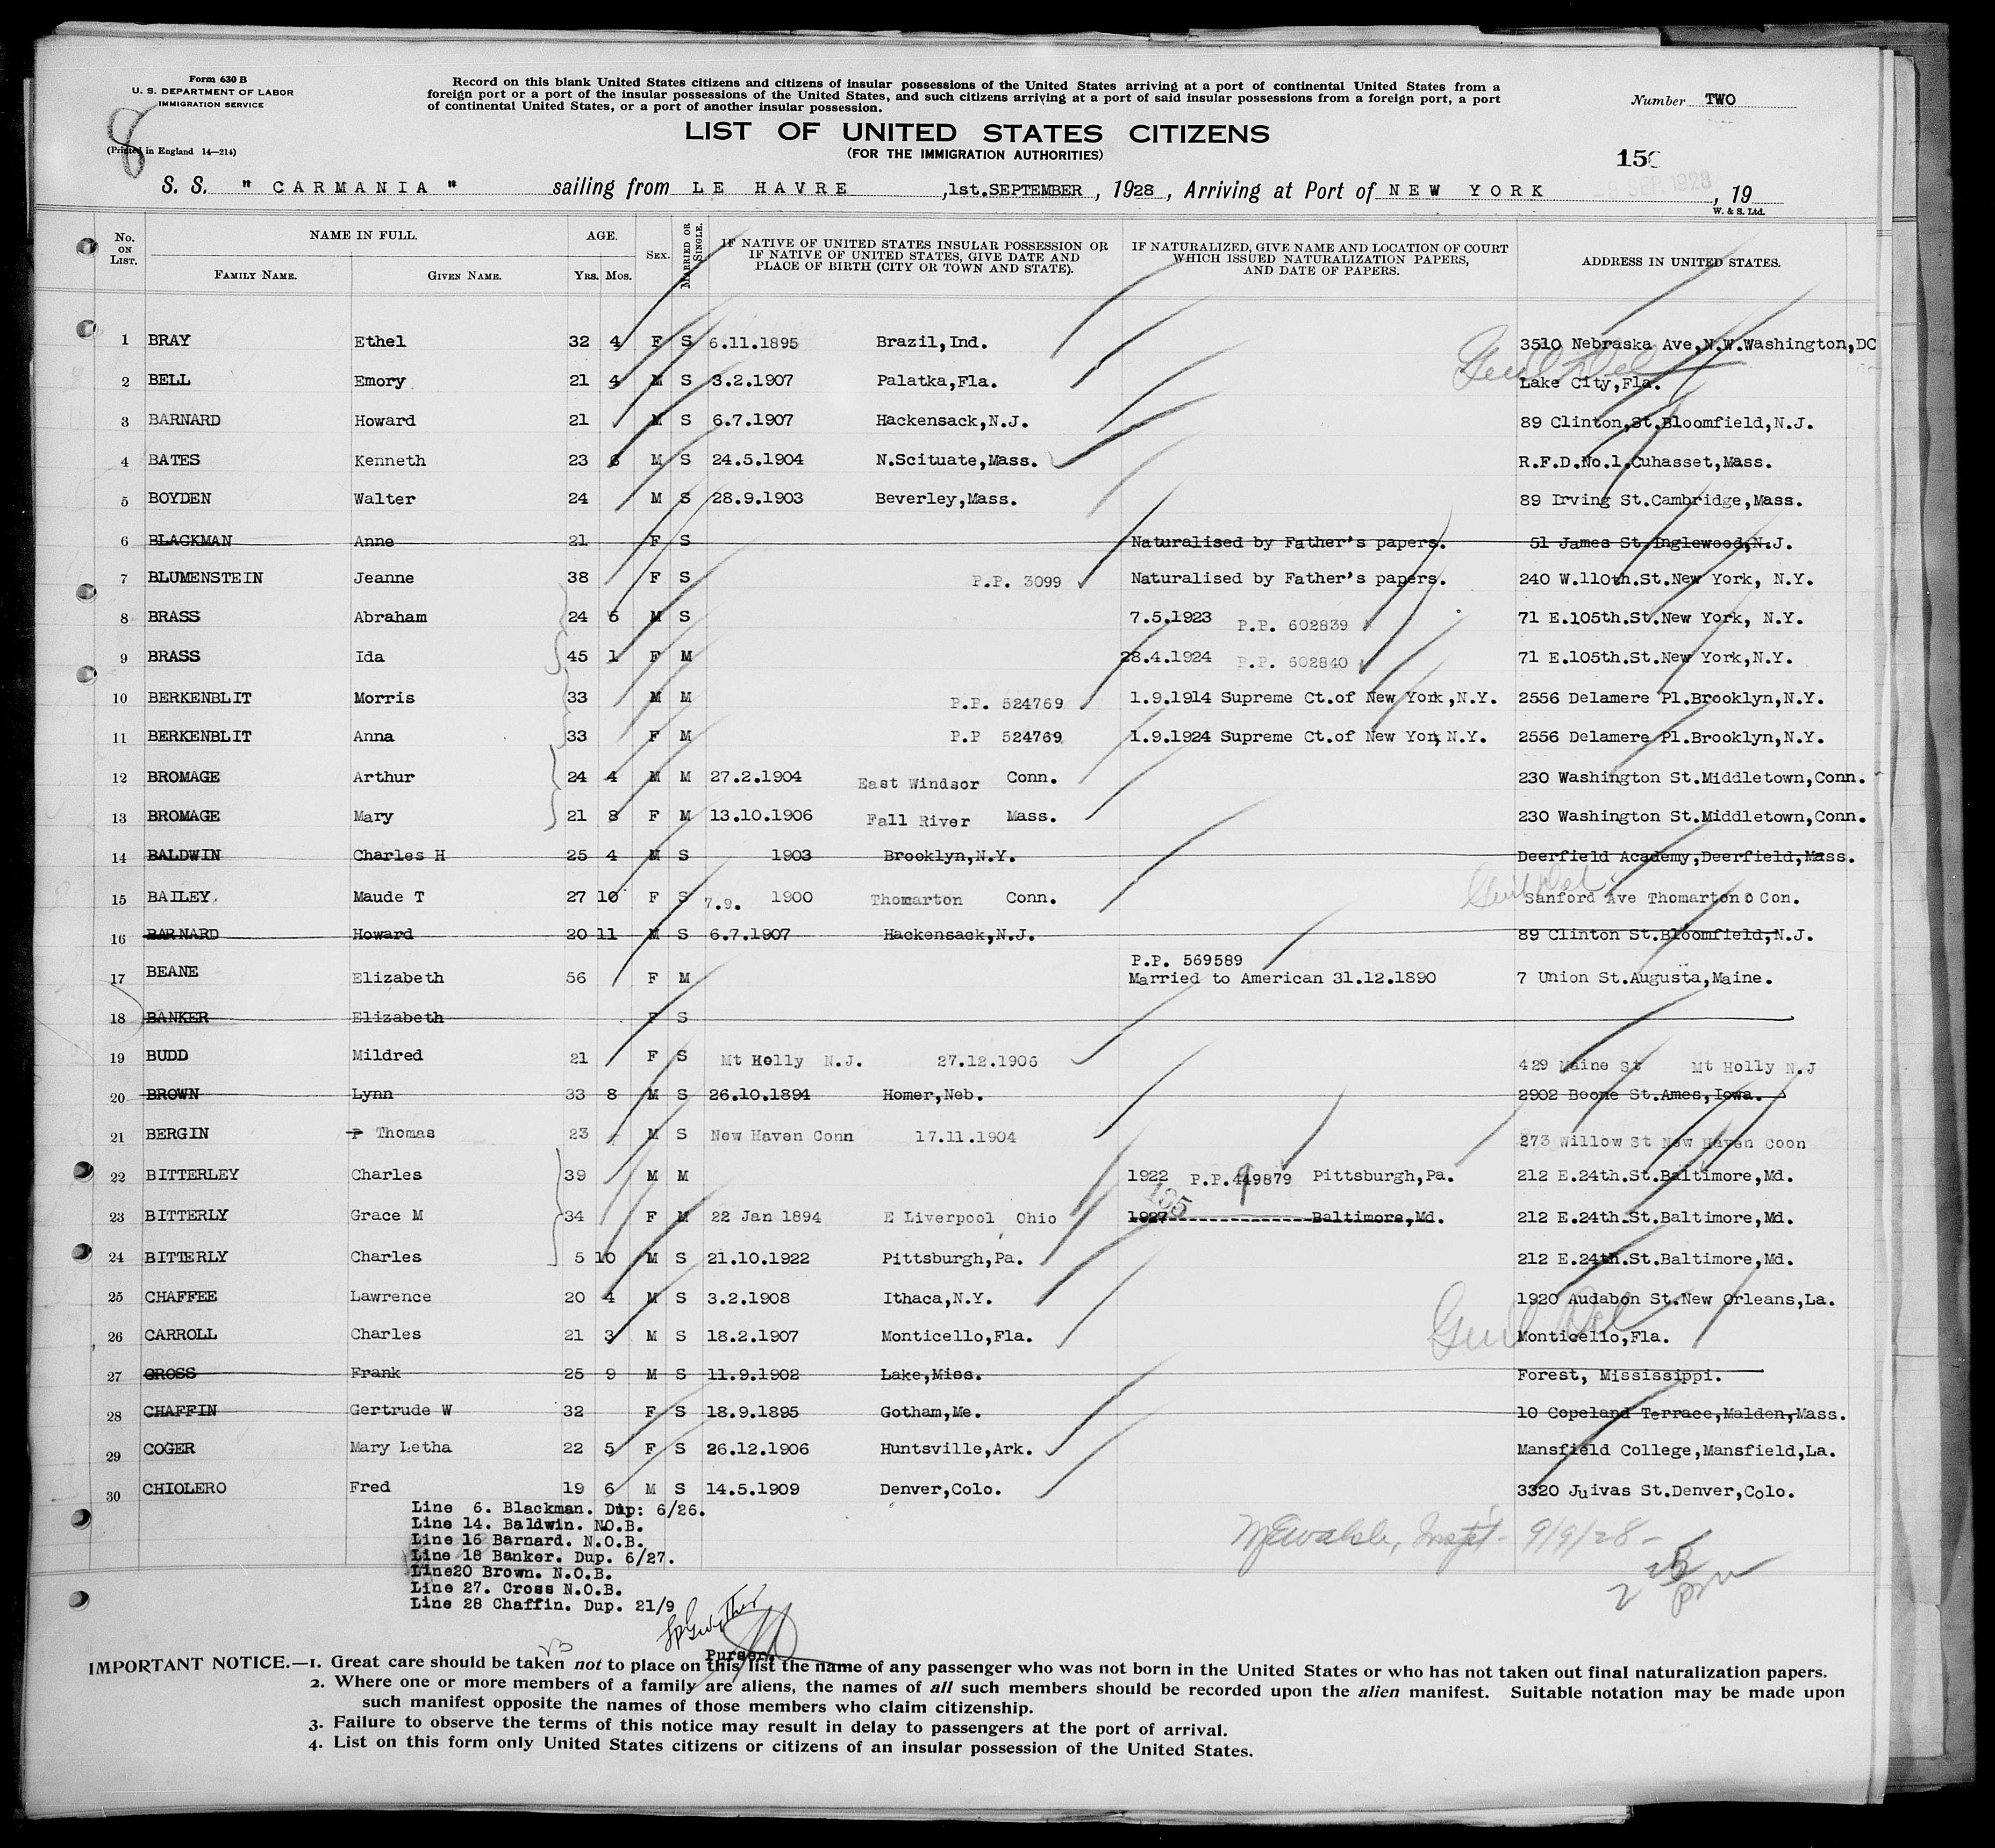 Form 630 B
U. S. DEPARTMENT OF LABOR
IMMIGRATION SERVICE
(Printed in England 14—214)
8
Record on this blank United States citizens and citizens of insular possessions of the United States arriving at a port of continental United States from a
foreign port or a port of the insular possessions of the United States, and such citizens arriving at a port of said insular possessions from a foreign port, a port
of continental United States, or a port of another insular possession.
Number TWO
LIST OF UNITED STATES CITIZENS
(FOR THE IMMIGRATION AUTHORITIES)
150
S. S. " CARMANIA " sailing from LE HAVRE ,1st.SEPTEMBER , 1928 , Arriving at Port of NEW YORK -9 SEP. 1928 , 19
W. & S. Ltd.
No. ON LIST. NAME IN FULL. FAMILY NAME. GIVEN NAME. AGE. Yrs. Mos. SEX. MARRIED OR SINGLE. IF NATIVE OF UNITED STATES INSULAR POSSESSION OR IF NATIVE OF UNITED STATES, GIVE DATE AND PLACE OF BIRTH (CITY OR TOWN AND STATE). IF NATURALIZED, GIVE NAME AND LOCATION OF COURT WHICH ISSUED NATURALIZATION PAPERS, AND DATE OF PAPERS. ADDRESS IN UNITED STATES.
1 BRAY Ethel 32 4 F S 6.11.1895 Brazil,Ind. 3510 Nebraska Ave,N.W.Washington,DC
Genl Del
2 BELL Emory 21 4 M S 3.2.1907 Palatka,Fla. Lake City,Fla.
3 BARNARD Howard 21 M S 6.7.1907 Hackensack,N.J. 89 Clinton,St.Bloomfield,N.J.
4 BATES Kenneth 23 6 M S 24.5.1904 N.Scituate,Mass. R.F.D.No.1.Cuhasset,Mass.
5 BOYDEN Walter 24 M S 28.9.1903 Beverley,Mass. 89 Irving St.Cambridge,Mass.
6 BLACKMAN Anne 21 F S Naturalised by Father's papers. 51 James St.Inglewood,N.J.
7 BLUMENSTEIN Jeanne 38 F S P.P. 3099 Naturalised by Father's papers. 240 W.110th.St.New York, N.Y.
8 BRASS Abraham 24 6 M S 7.5.1923 P.P. 602839 71 E.105th.St.New York, N.Y.
9 BRASS Ida 45 1 F M 28.4.1924 P.P. 602840 71 E.105th.St.New York,N.Y.
10 BERKENBLIT Morris 33 M M P.P. 524769 1.9.1914 Supreme Ct.of New York,N.Y. 2556 Delamere Pl.Brooklyn,N.Y.
11 BERKENBLIT Anna 33 F M P.P 524769 1.9.1924 Supreme Ct.of New Yor, N.Y. 2556 Delamere Pl.Brooklyn,N.Y.
12 BROMAGE Arthur 24 4 M M 27.2.1904 East Windsor Conn. 230 Washington St.Middletown,Conn.
13 BROMAGE Mary 21 8 F M 13.10.1906 Fall River Mass. 230 Washington St.Middletown,Conn.
14 BALDWIN Charles H 25 4 M S 1903 Brooklyn,N.Y. Deerfield Academy,Deerfield,Mass.
Genl Del.
15 BAILEY. Maude T 27 10 F S 7.9. 1900 Thomarton Conn. Sanford Ave Thomarton C Con.
16 BARNARD Howard 20 11 M S 6.7.1907 Hackensack,N.J. 89 Clinton St.Bloomfield,N.J.
P.P. 569589
17 BEANE Elizabeth 56 F M Married to American 31.12.1890 7 Union St.Augusta,Maine.
18 BANKER Elizabeth F S
19 BUDD Mildred 21 F S Mt Holly N.J. 27.12.1906 429 Maine St Mt Holly N.J
20 BROWN Lynn 33 8 M S 26.10.1894 Homer,Neb. 2902 Boone St.Ames,Iowa.
21 BERGIN P Thomas 23 M S New Haven Conn 17.11.1904 273 Willow St New Haven Coon
22 BITTERLEY Charles 39 M M 1922 P.P.449879 Pittsburgh,Pa. 212 E.24th.St.Baltimore,Md.
195
23 BITTERLY Grace M 34 F M 22 Jan 1894 E Liverpool Ohio 1927 Baltimore,Md. 212 E.24th.St.Baltimore,Md.
24 BITTERLY Charles 5 10 M S 21.10.1922 Pittsburgh,Pa. 212 E.24th.St.Baltimore,Md.
25 CHAFFEE Lawrence 20 4 M S 3.2.1908 Ithaca,N.Y. 1920 Audabon St.New Orleans,La.
Genl Del
26 CARROLL Charles 21 3 M S 18.2.1907 Monticello,Fla. Monticello,Fla.
27 CROSS Frank 25 9 M S 11.9.1902 Lake,Miss. Forest, Mississippi.
28 CHAFFIN Gertrude W 32 F S 18.9.1895 Gotham,Me. 10 Copeland Terrace,Malden,Mass.
29 COGER Mary Letha 22 5 F S 26.12.1906 Huntsville,Ark. Mansfield College,Mansfield,La.
30 CHIOLERO Fred 19 6 M S 14.5.1909 Denver,Colo. 3320 Juivas St.Denver,Colo.
Line 6. Blackman. Dup: 6/26.
Line 14. Baldwin. N.O.B.
Line 16 Barnard. N.O.B.
Line 18 Banker. Dup. 6/27.
Line20 Brown. N.O.B.
Line 27. Cross N.O.B.
Line 28 Chaffin. Dup. 21/9
9/9/28-
Purser.
IMPORTANT NOTICE.—1. Great care should be taken not to place on this list the name of any passenger who was not born in the United States or who has not taken out final naturalization papers.
2. Where one or more members of a family are aliens, the names of all such members should be recorded upon the alien manifest. Suitable notation may be made upon
such manifest opposite the names of those members who claim citizenship.
3. Failure to observe the terms of this notice may result in delay to passengers at the port of arrival.
4. List on this form only United States citizens or citizens of an insular possession of the United States.